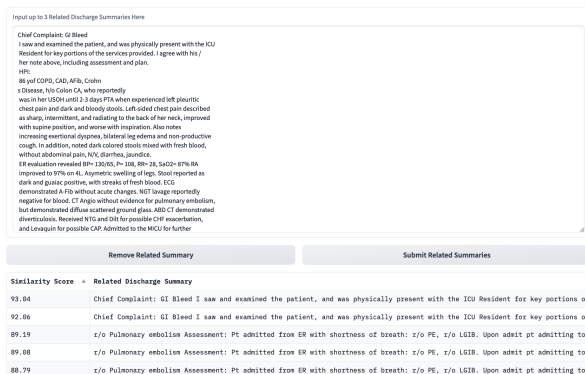 Input up to 3 Related Discharge Summaries Here
Chief Complaint: GI Bleed
I saw and examined the patient, and was physically present with the ICU
Resident for key portions of the services provided. I agree with his /
her note above, including assessment and plan.
HPI:
86 yof COPD, CAD, AFib, Crohn
s Disease, h/o Colon CA, who reportedly
was in her USOH until 2-3 days PTA when experienced left pleuritic
chest pain and dark and bloody stools. Left-sided chest pain described
as sharp, intermittent, and radiating to the back of her neck, improved
with supine position, and worse with inspiration. Also notes
increasing exertional dyspnea, bilateral leg edema and non-productive
cough. In addition, noted dark colored stools mixed with fresh blood,
without abdominal pain, N/V, diarrhea, jaundice.
ER evaluation revealed BP= 130/65, P= 108, RR= 28, SaO2= 87% RA
improved to 97% on 4L. Asymetric swelling of legs. Stool reported as
dark and guaiac positive, with streaks of fresh blood. ECG
demonstrated A-Fib without acute changes. NGT lavage reportedly
negative for blood. CT Angio without evidence for pulmonary embolism,
but demonstrated diffuse scattered ground glass. ABD CT demonstrated
diverticulosis. Received NTG and Dilt for possible CHF exacerbation,
and Levaquin for possible CAP. Admitted to the MICU for further
Remove Related Summary
Submit Related Summaries
Similarity Score ▲ Related Discharge Summary
93.04 Chief Complaint: GI Bleed I saw and examined the patient, and was physically present with the ICU Resident for key portions o
92.06 Chief Complaint: GI Bleed I saw and examined the patient, and was physically present with the ICU Resident for key portions o
89.19 r/o Pulmonary embolism Assessment: Pt admitted from ER with shortness of breath: r/o PE, r/o LGIB. Upon admit pt admitting to
89.08 r/o Pulmonary embolism Assessment: Pt admitted from ER with shortness of breath: r/o PE, r/o LGIB. Upon admit pt admitting to
88.79 r/o Pulmonary embolism Assessment: Pt admitted from ER with shortness of breath: r/o PE, r/o LGIB. Upon admit pt admitting to